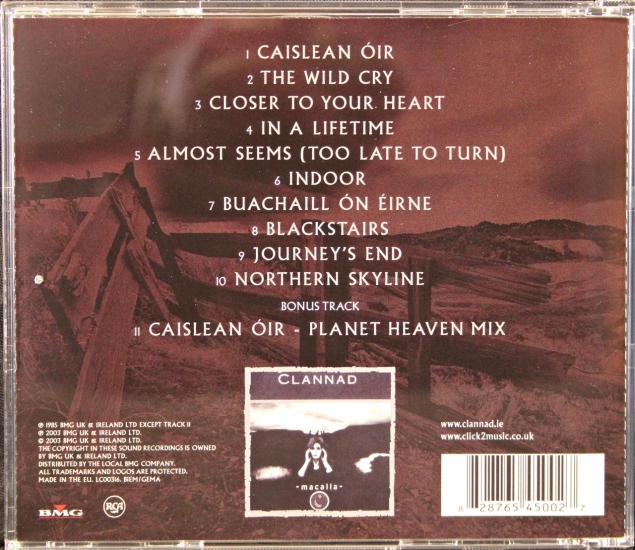 1 CAISLEAN ÓIR
2 THE WILD CRY
3 CLOSER TO YOUR HEART
4 IN A LIFETIME
5 ALMOST SEEMS (TOO LATE TO TURN)
6 INDOOR
7 BUACHAILL ÓN ÉIRNE
8 BLACKSTAIRS
9 JOURNEY'S END
10 NORTHERN SKYLINE
BONUS TRACK
11 CAISLEAN ÓIR - PLANET HEAVEN MIX
CLANNAD
- macalla -
℗ 1985 BMG UK & IRELAND LTD EXCEPT TRACK 11
℗ 2003 BMG UK & IRELAND LTD.
© 2003 BMG UK & IRELAND LTD.
THE COPYRIGHT IN THESE SOUND RECORDINGS IS OWNED
BY BMG UK & IRELAND LTD.
DISTRIBUTED BY THE LOCAL BMG COMPANY.
ALL TRADEMARKS AND LOGOS ARE PROTECTED.
MADE IN THE EU. LC00316. BIEM/GEMA
BMG
RCA
www.clannad.ie
www.click2music.co.uk
8 28765 45002 7